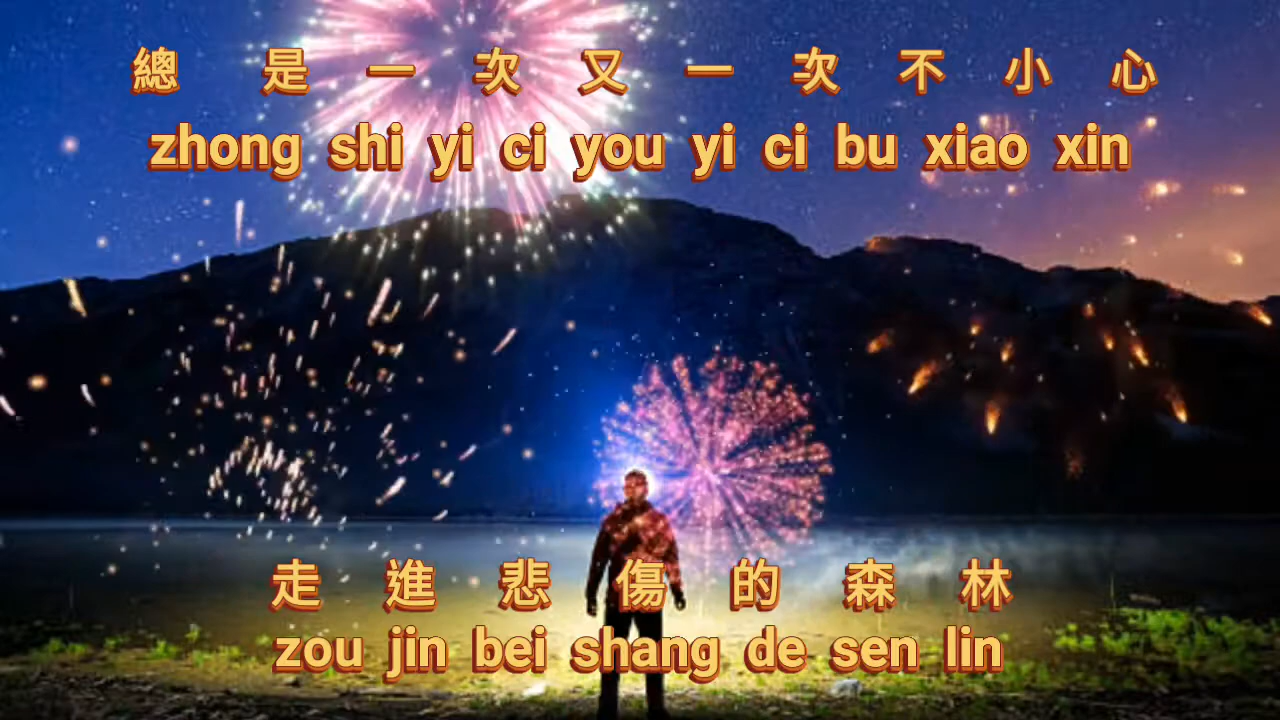 總 是 一 次 又 一 次 不 小 心
zhong shi yi ci you yi ci bu xiao xin
走 進 悲 傷 的 森 林
zou jin bei shang de sen lin